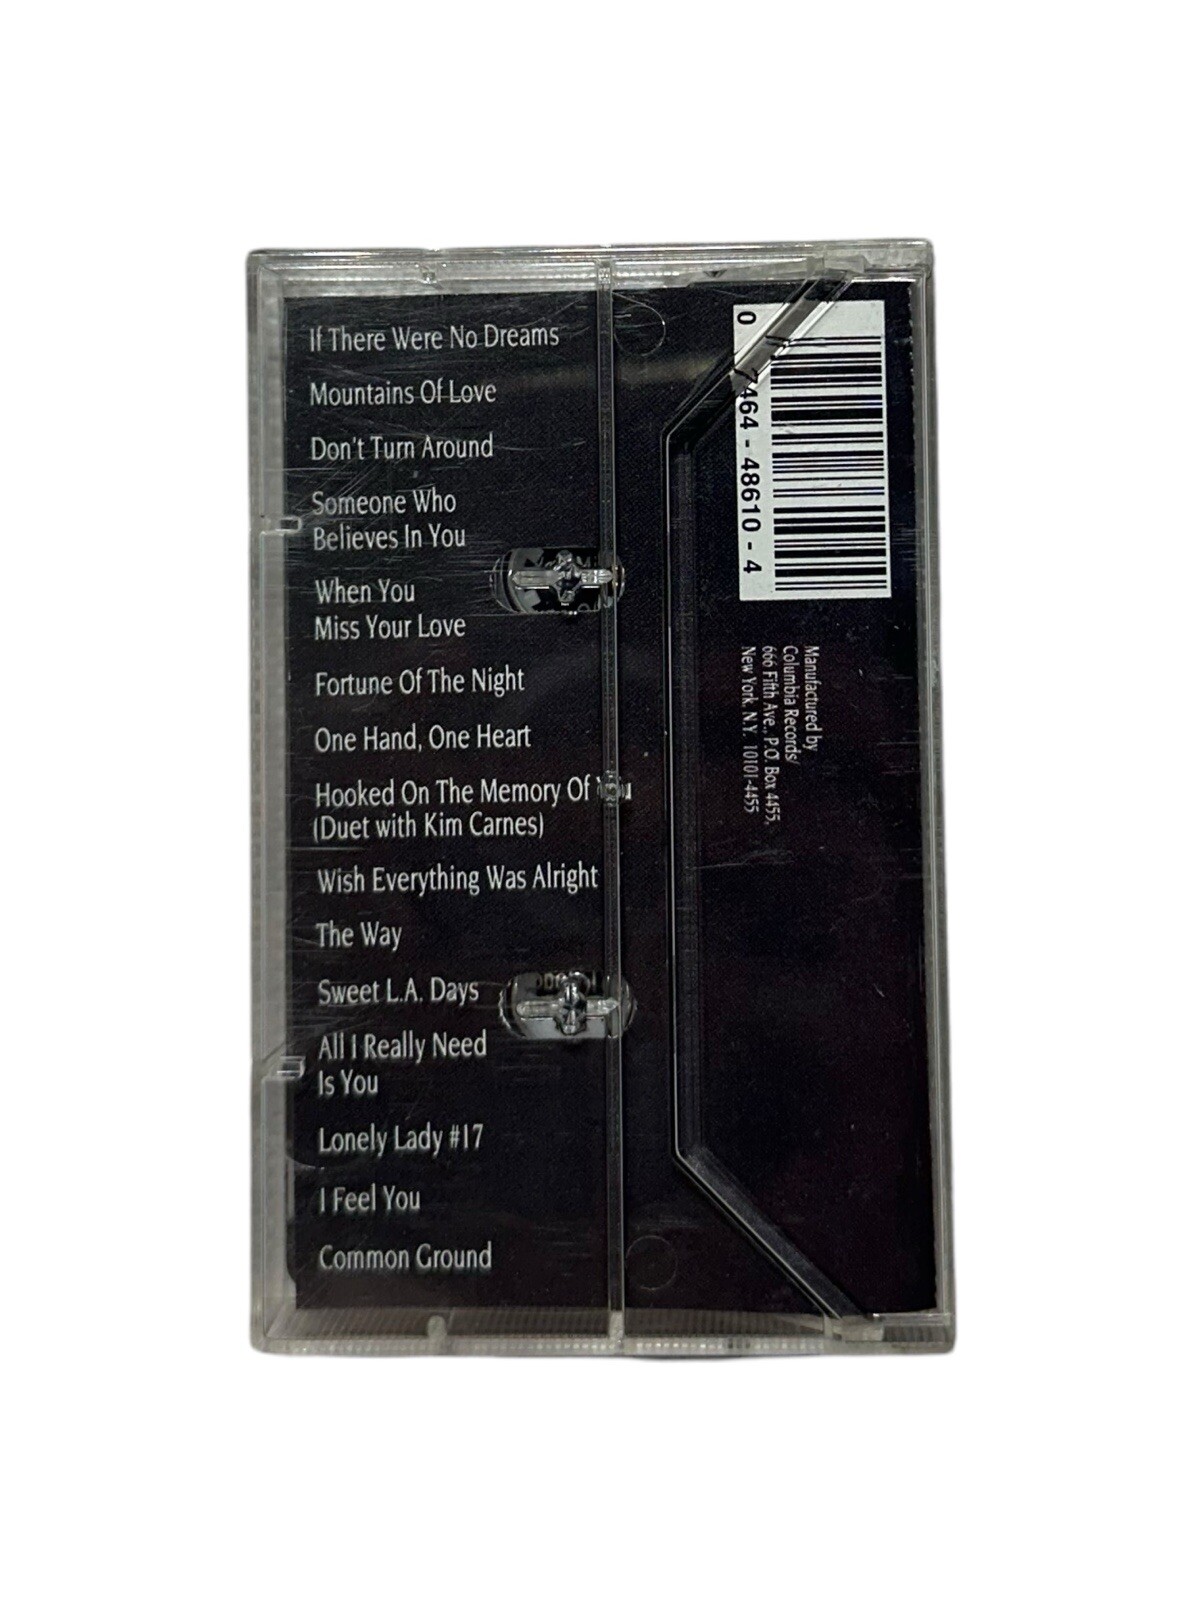 If There Were No Dreams
Mountains Of Love
Don't Turn Around
Someone Who
Believes In You
When You
Miss Your Love
Fortune Of The Night
One Hand, One Heart
Hooked On The Memory Of You
(Duet with Kim Carnes)
Wish Everything Was Alright
The Way
Sweet L.A. Days
All I Really Need
Is You
Lonely Lady #17
I Feel You
Common Ground
0 7464-48610-4
Manufactured by
Columbia Records/
666 Fifth Ave., P.O. Box 4455,
New York, N.Y. 10101-4455